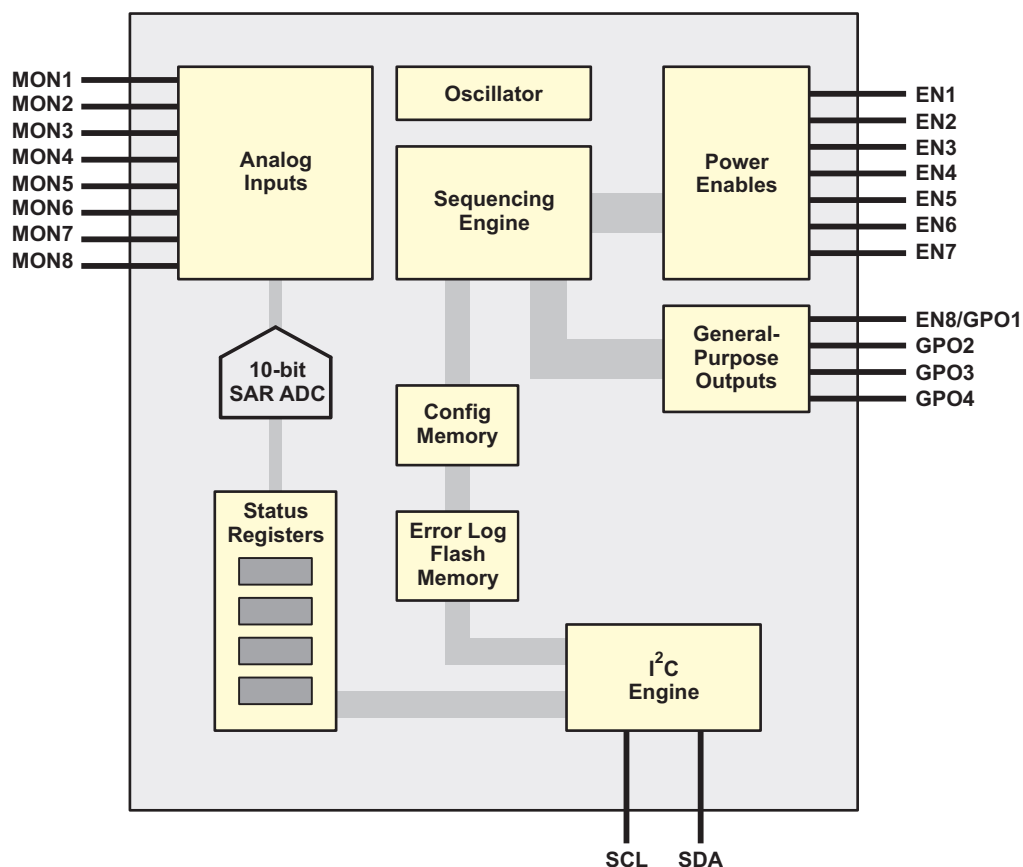 MON1
MON2
MON3
MON4
MON5
MON6
MON7
MON8
Analog
Inputs
Oscillator
Sequencing
Engine
Power
Enables
EN1
EN2
EN3
EN4
EN5
EN6
EN7
General-
Purpose
Outputs
EN8/GPO1
GPO2
GPO3
GPO4
10-bit
SAR ADC
Config
Memory
Status
Registers
Error Log
Flash
Memory
I²C
Engine
SCL
SDA